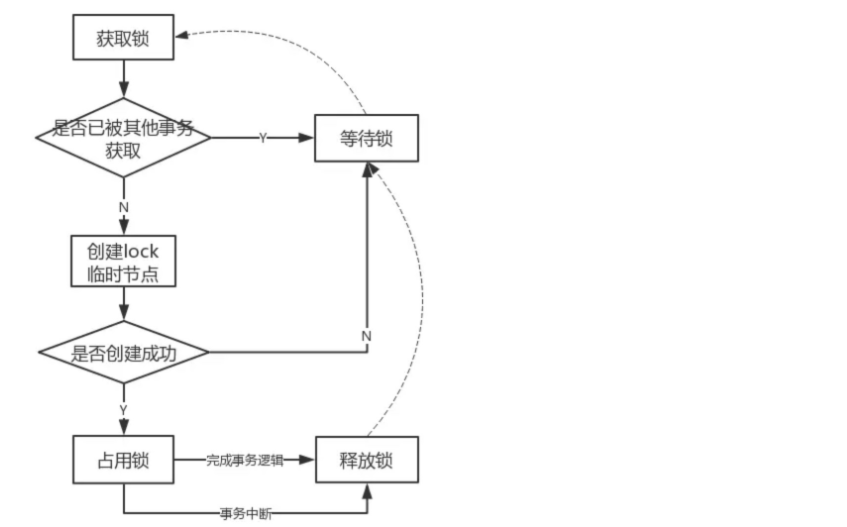 获取锁
是否已被其他事务
获取
Y
等待锁
N
创建lock
临时节点
是否创建成功
N
Y
占用锁
完成事务逻辑
释放锁
事务中断